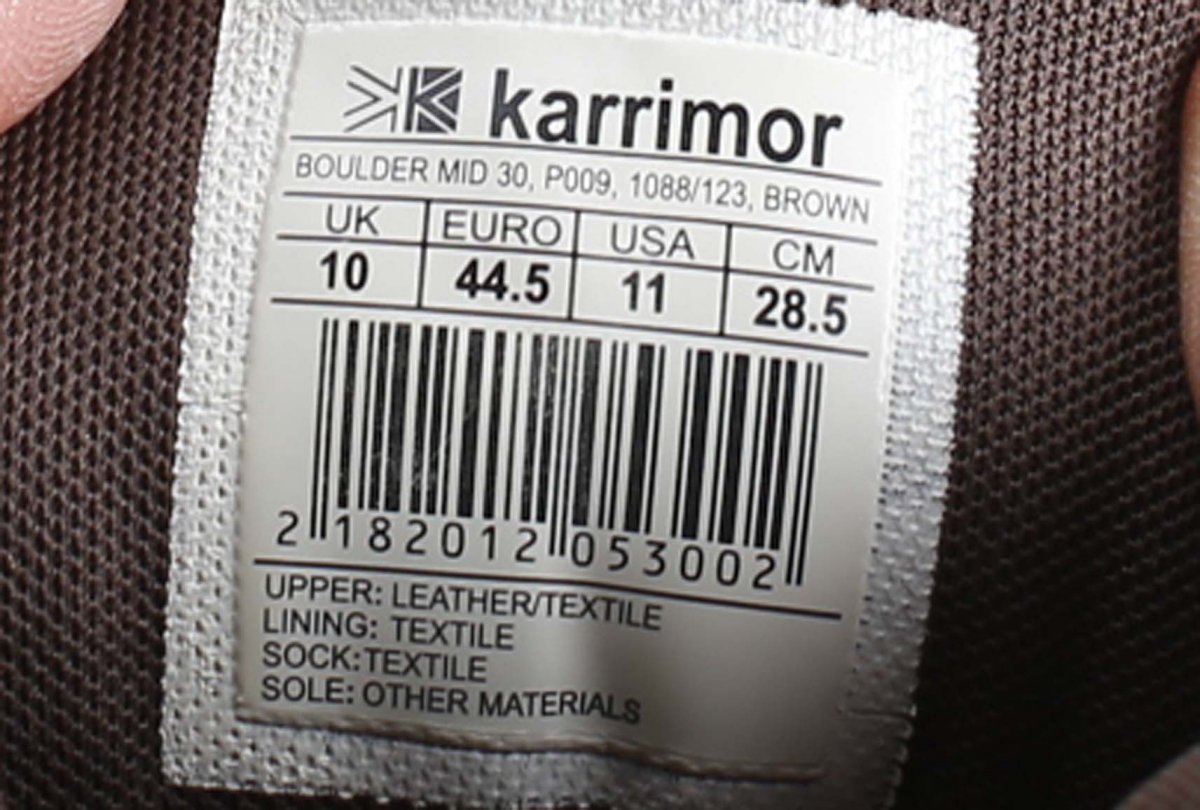 karrimor
BOULDER MID 30, P009, 1088/123, BROWN
UK EURO USA CM
10 44.5 11 28.5
2 182012 053002
UPPER: LEATHER/TEXTILE
LINING: TEXTILE
SOCK:TEXTILE
SOLE: OTHER MATERIALS